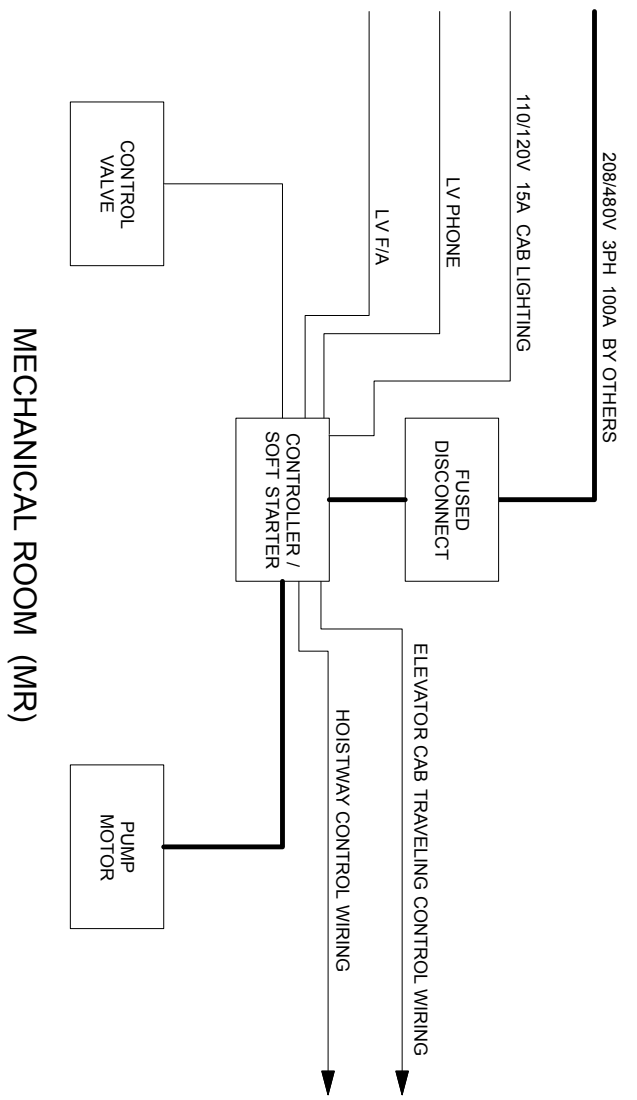 208/480V 3PH 100A BY OTHERS
110/120V 15A CAB LIGHTING
LV PHONE
LV F/A
FUSED
DISCONNECT
CONTROLLER /
SOFT STARTER
CONTROL
VALVE
ELEVATOR CAB TRAVELING CONTROL WIRING
HOISTWAY CONTROL WIRING
PUMP
MOTOR
MECHANICAL ROOM (MR)